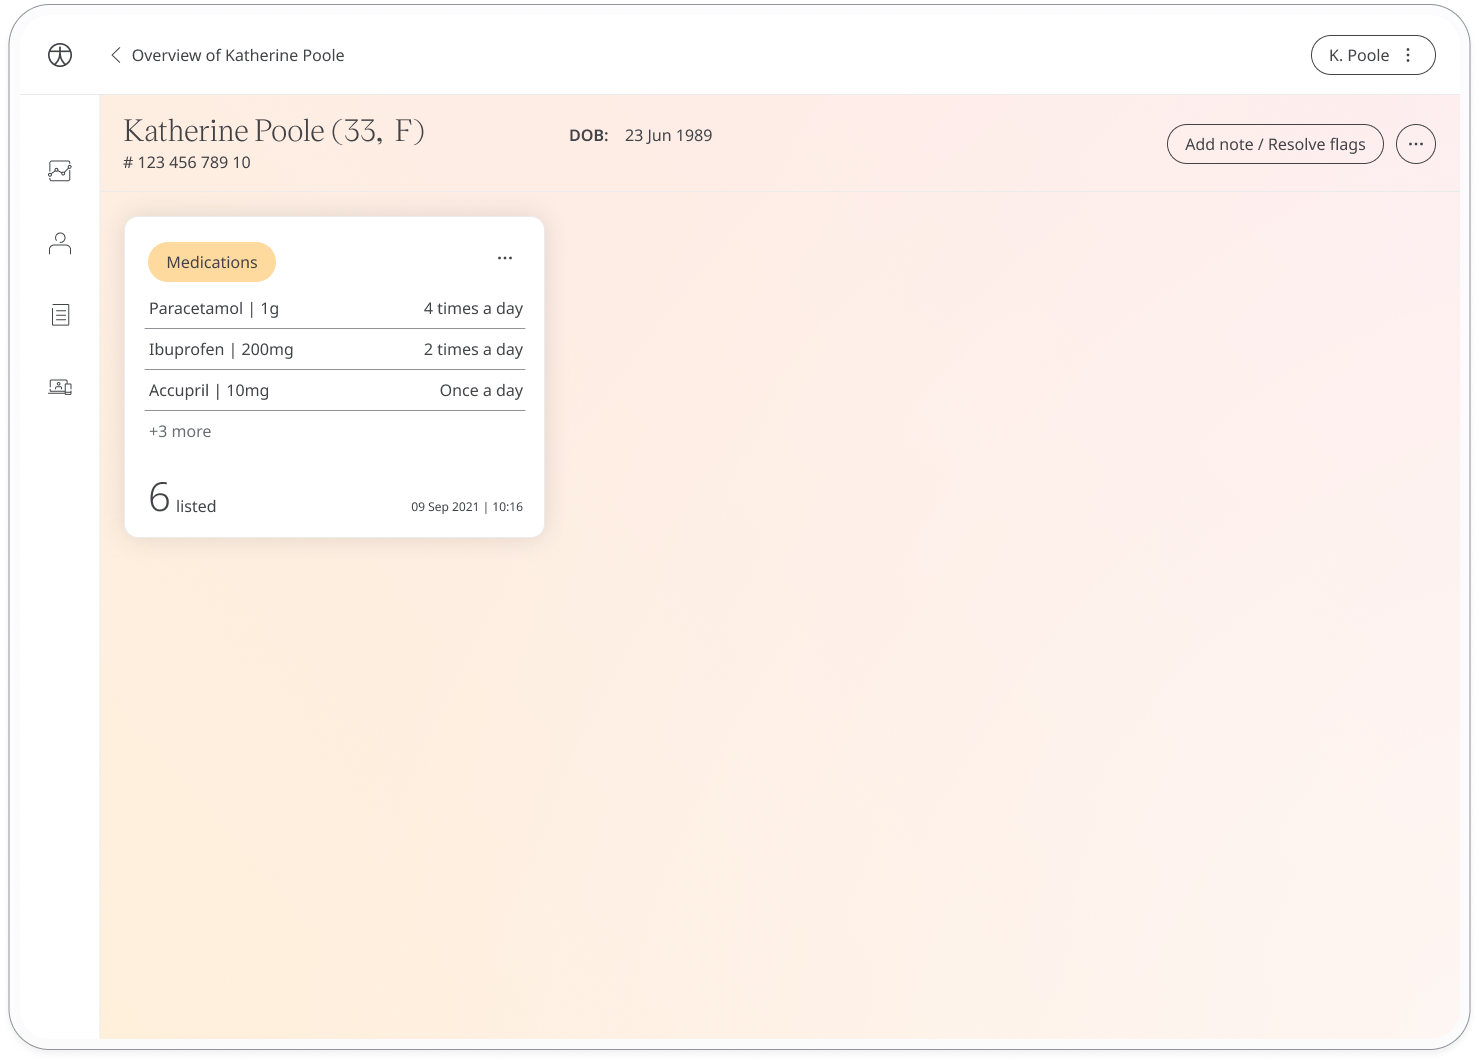 Overview of Katherine Poole
K. Poole
Katherine Poole (33, F)
DOB: 23 Jun 1989
# 123 456 789 10
Add note / Resolve flags
Medications
Paracetamol | 1g 4 times a day
Ibuprofen | 200mg 2 times a day
Accupril | 10mg Once a day
+3 more
6 listed
09 Sep 2021 | 10:16